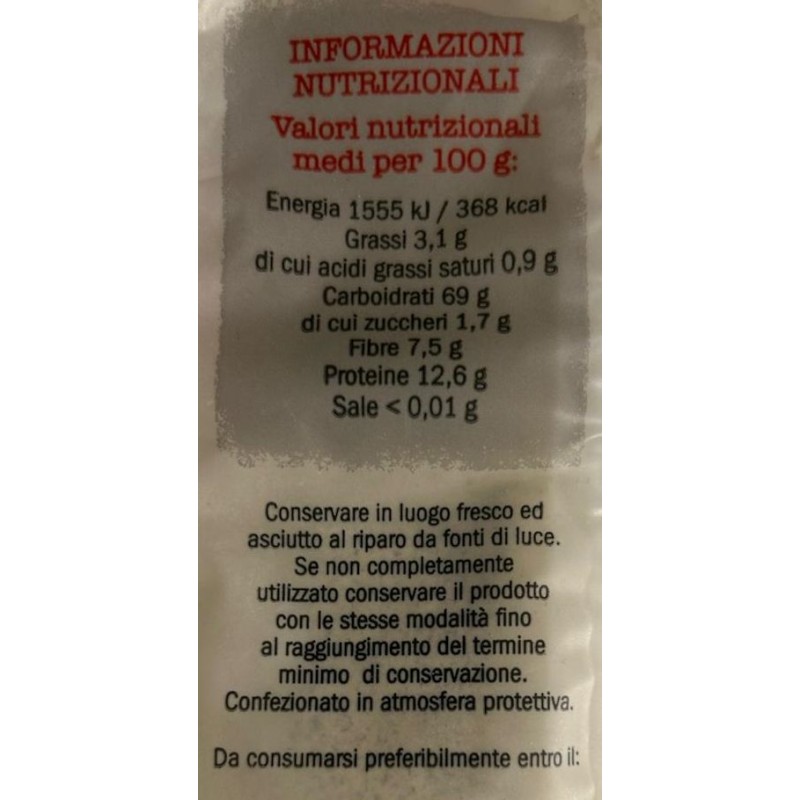 INFORMAZIONI
NUTRIZIONALI
Valori nutrizionali
medi per 100 g:
Energia 1555 kJ / 368 kcal
Grassi 3,1 g
di cui acidi grassi saturi 0,9 g
Carboidrati 69 g
di cui zuccheri 1,7 g
Fibre 7,5 g
Proteine 12,6 g
Sale < 0,01 g
Conservare in luogo fresco ed
asciutto al riparo da fonti di luce.
Se non completamente
utilizzato conservare il prodotto
con le stesse modalità fino
al raggiungimento del termine
minimo di conservazione.
Confezionato in atmosfera protettiva.
Da consumarsi preferibilmente entro il: